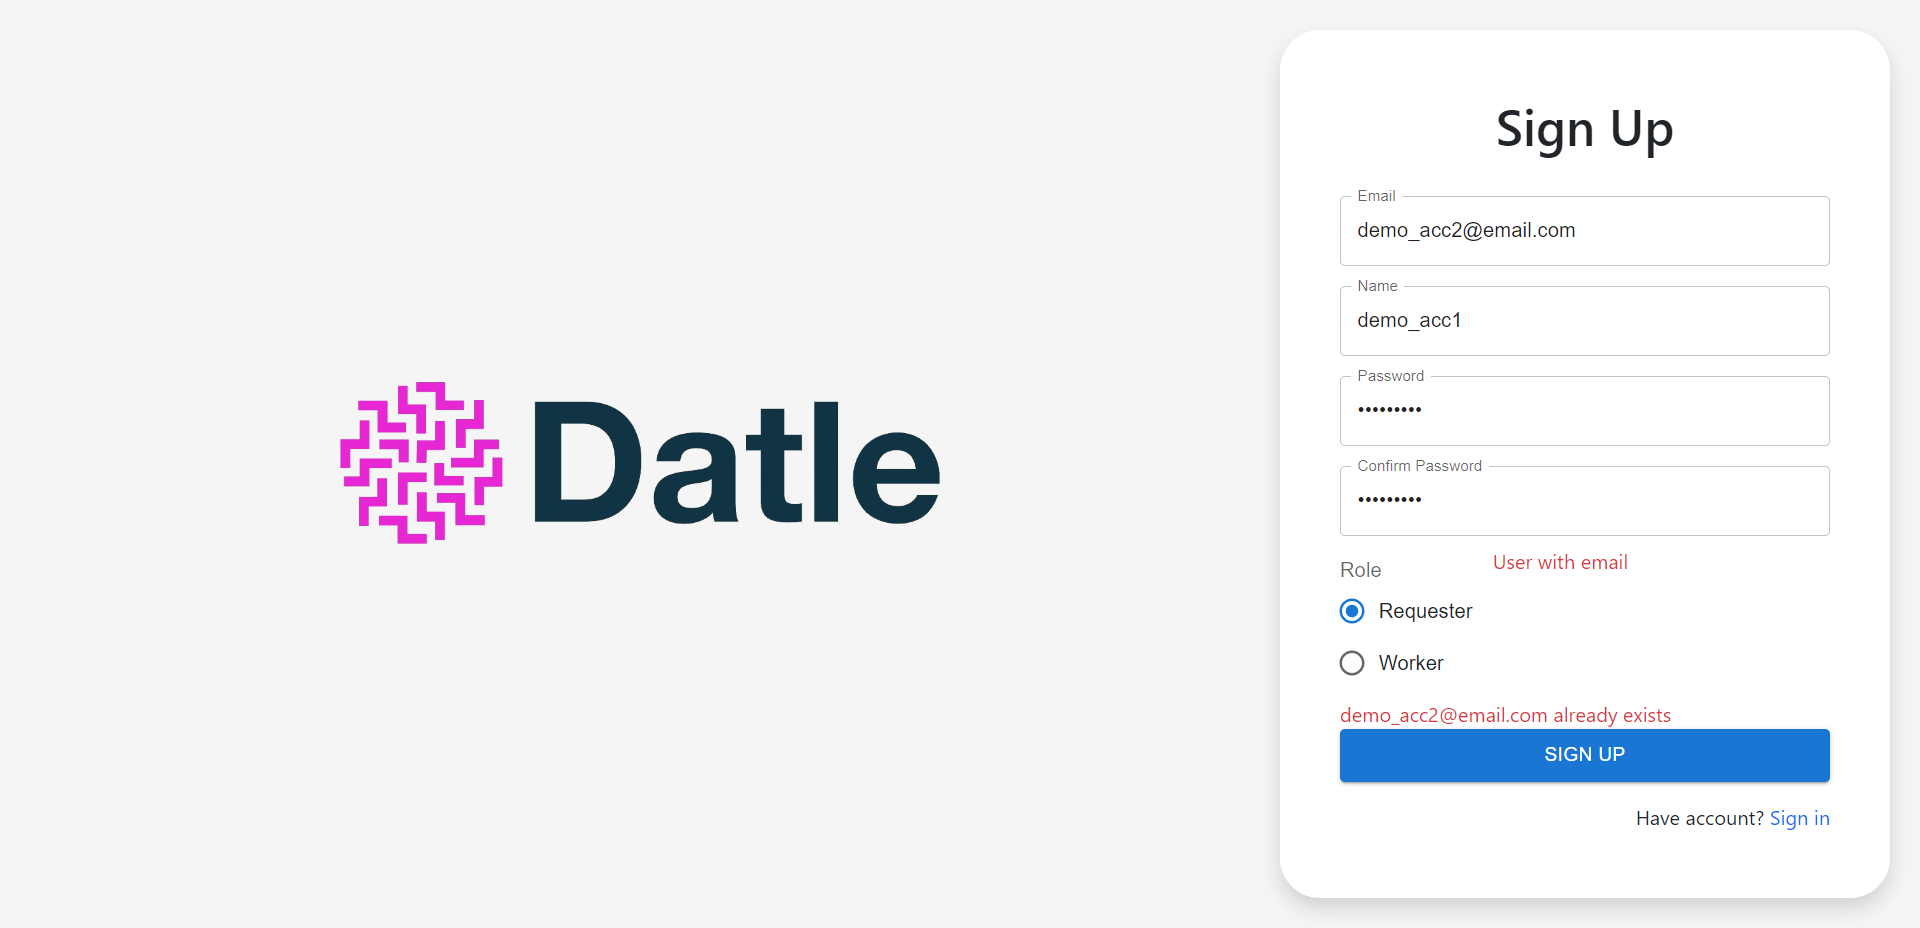 Datle
Sign Up
Email
demo_acc2@email.com
Name
demo_acc1
Password
•••••••••
Confirm Password
•••••••••
Role
User with email
Requester
Worker
demo_acc2@email.com already exists
SIGN UP
Have account? Sign in